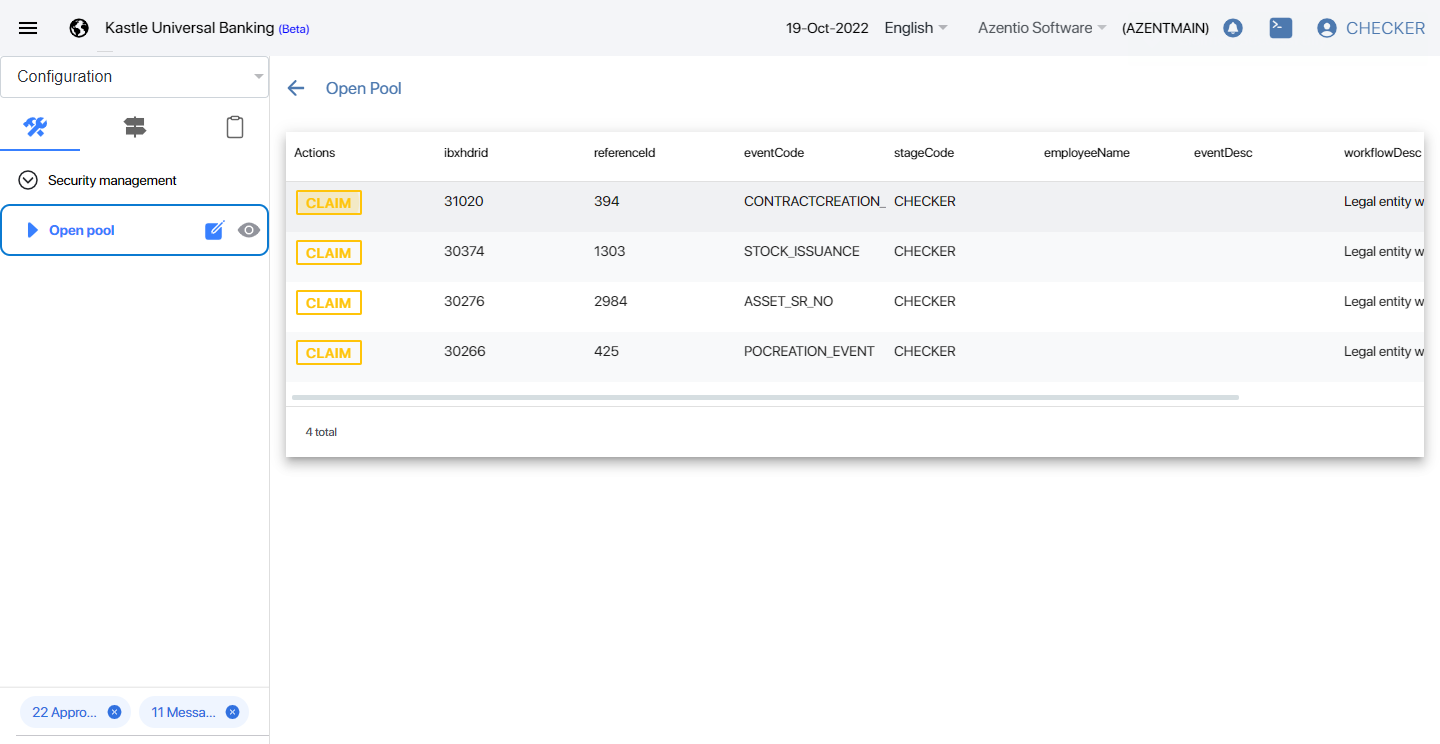 Kastle Universal Banking (Beta) 19-Oct-2022 English Azentio Software (AZENTMAIN) CHECKER
Configuration
Security management
Open pool
22 Appro...
11 Messa...
Open Pool
Actions ibxhdrid referenceId eventCode stageCode employeeName eventDesc workflowDesc
CLAIM 31020 394 CONTRACTCREATION_ CHECKER Legal entity w
CLAIM 30374 1303 STOCK_ISSUANCE CHECKER Legal entity w
CLAIM 30276 2984 ASSET_SR_NO CHECKER Legal entity w
CLAIM 30266 425 POCREATION_EVENT CHECKER Legal entity w
4 total